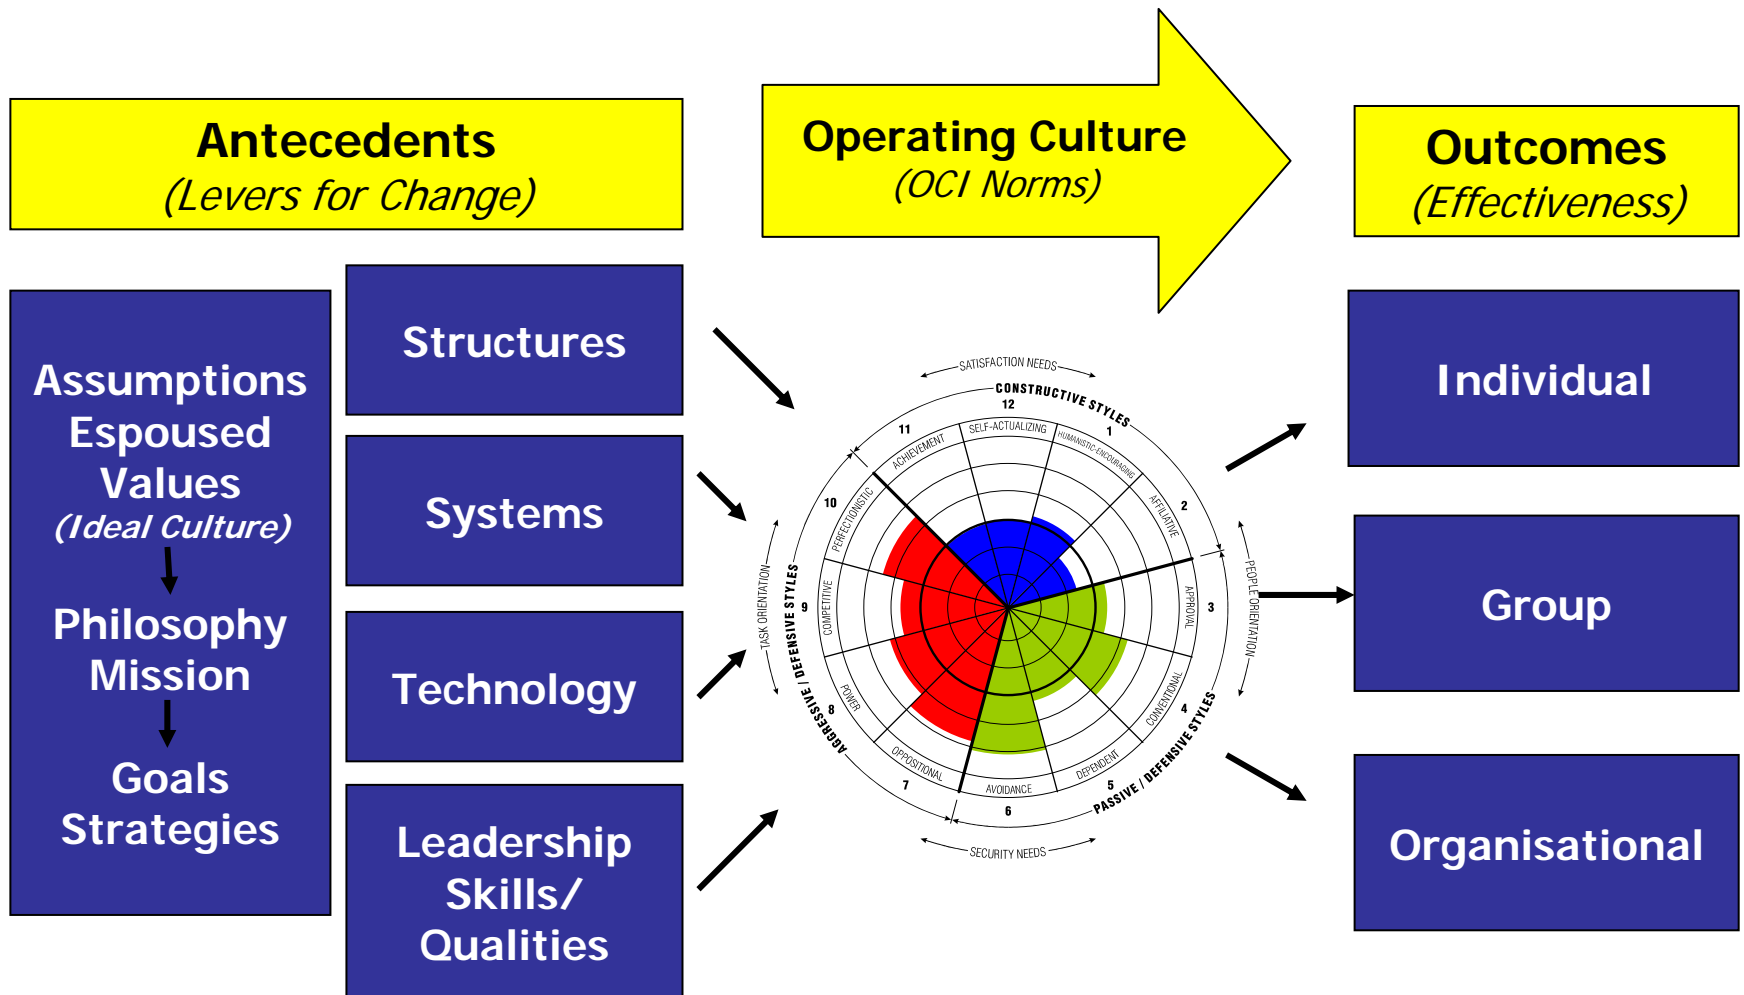 Antecedents
(Levers for Change)
Operating Culture
(OCI Norms)
Outcomes
(Effectiveness)
Assumptions
Espoused
Values
(Ideal Culture)
Philosophy
Mission
Goals
Strategies
Structures
Systems
Technology
Leadership
Skills/
Qualities
SATISFACTION NEEDS
CONSTRUCTIVE STYLES
12
11
1
10
2
9
3
8
4
7
5
6
SELF-ACTUALIZING
HUMANISTIC-ENCOURAGING
AFFILIATIVE
APPROVAL
CONVENTIONAL
DEPENDENT
AVOIDANCE
OPPOSITIONAL
POWER
COMPETITIVE
PERFECTIONISTIC
ACHIEVEMENT
TASK ORIENTATION
AGGRESSIVE / DEFENSIVE STYLES
PEOPLE ORIENTATION
PASSIVE / DEFENSIVE STYLES
SECURITY NEEDS
Individual
Group
Organisational